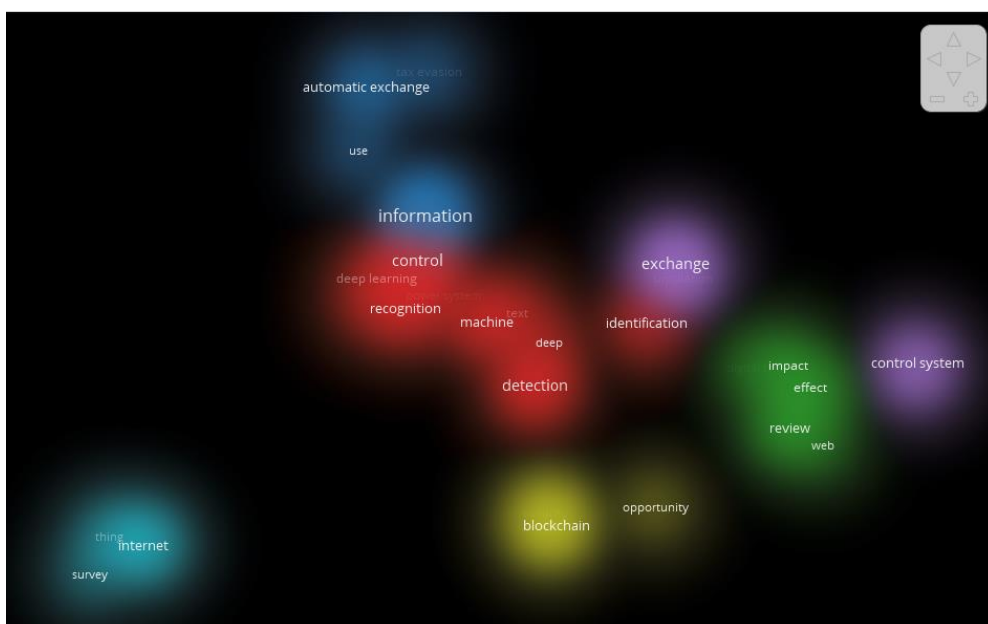 tax evasion
automatic exchange
use
information
control
exchange
deep learning
recognition
text
machine
identification
deep
impact
control system
detection
effect
review
web
opportunity
blockchain
thing
internet
survey